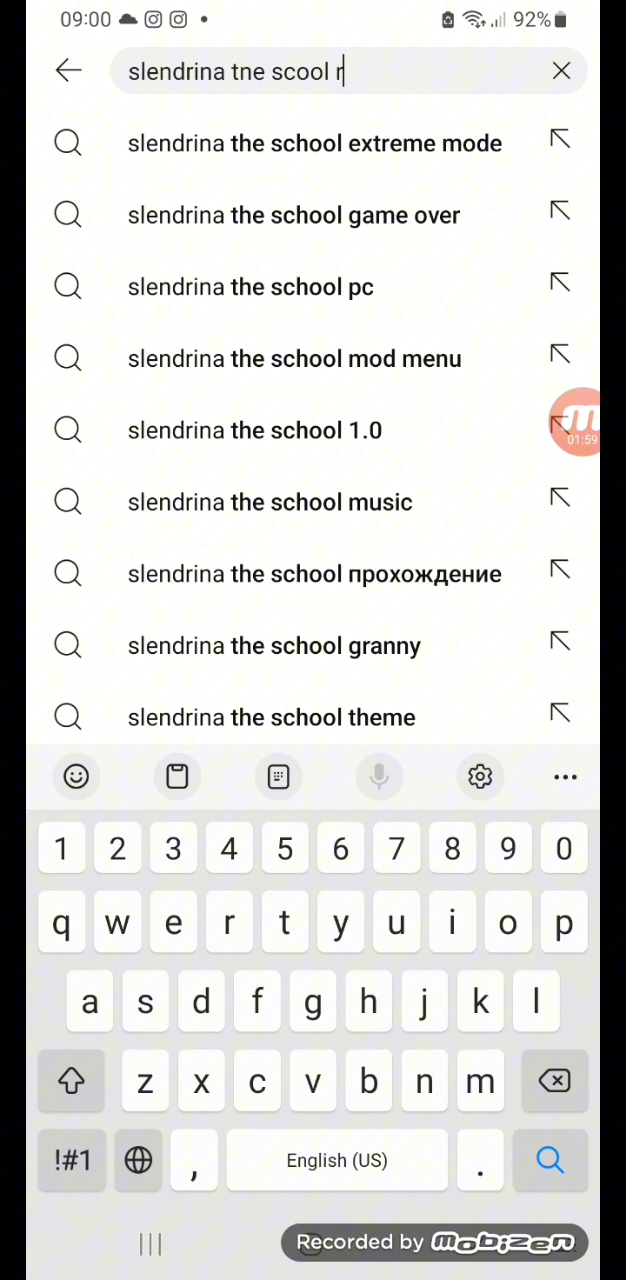 09:00 92%
slendrina tne scool r
slendrina the school extreme mode
slendrina the school game over
slendrina the school pc
slendrina the school mod menu
slendrina the school 1.0
01:59
slendrina the school music
slendrina the school прохождение
slendrina the school granny
slendrina the school theme
1 2 3 4 5 6 7 8 9 0
q w e r t y u i o p
a s d f g h j k l
z x c v b n m
!#1 , English (US) .
Recorded by mobizen